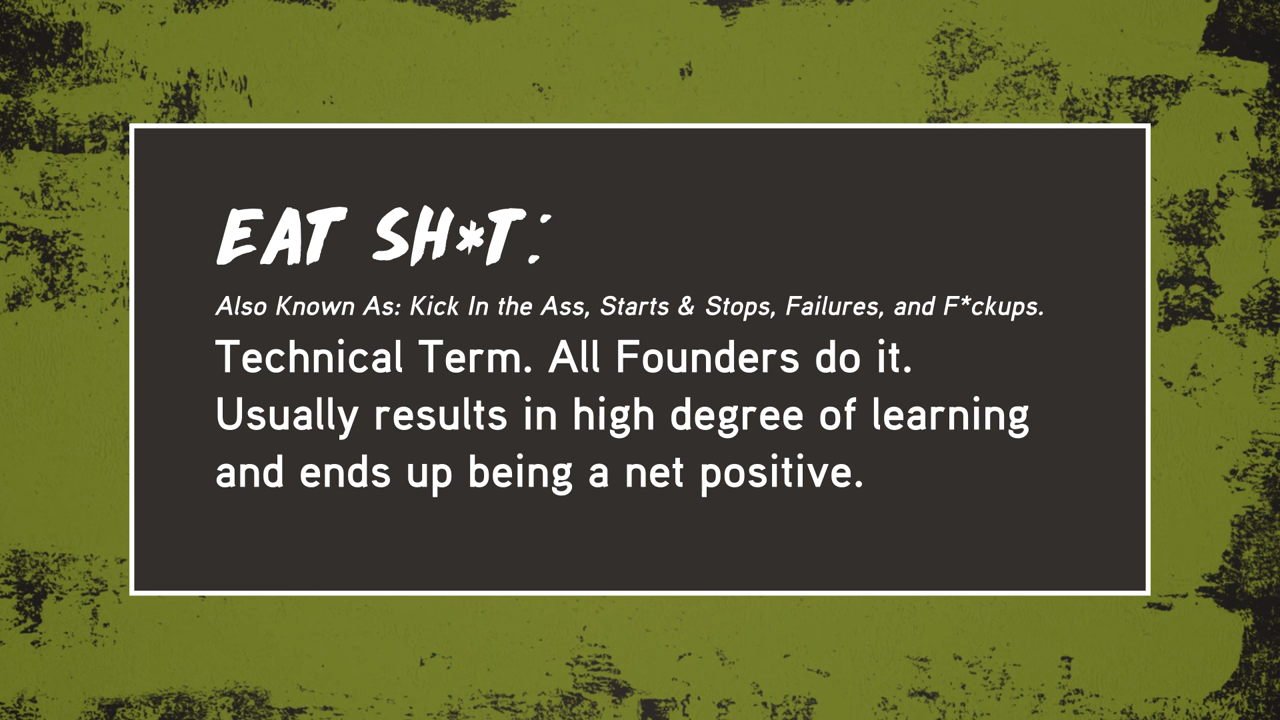 EAT SH*T:
Also Known As: Kick In the Ass, Starts & Stops, Failures, and F*ckups.
Technical Term. All Founders do it.
Usually results in high degree of learning
and ends up being a net positive.